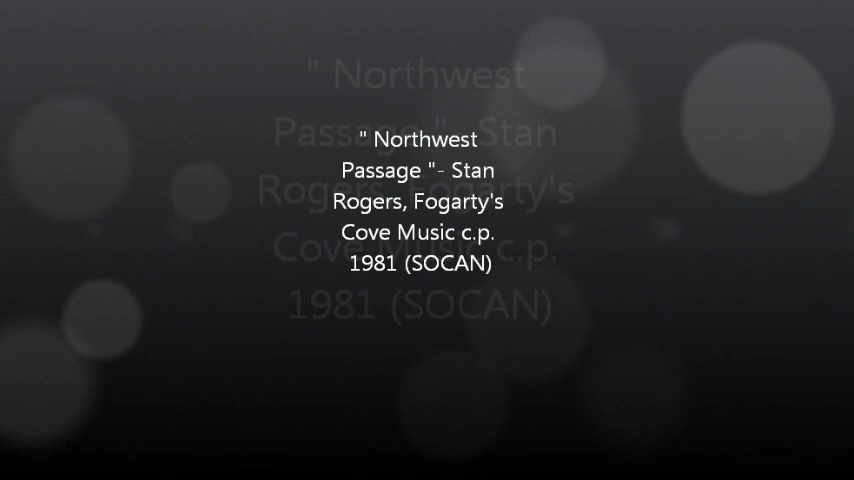 " Northwest
Passage "- Stan
Rogers, Fogarty's
Cove Music c.p.
1981 (SOCAN)